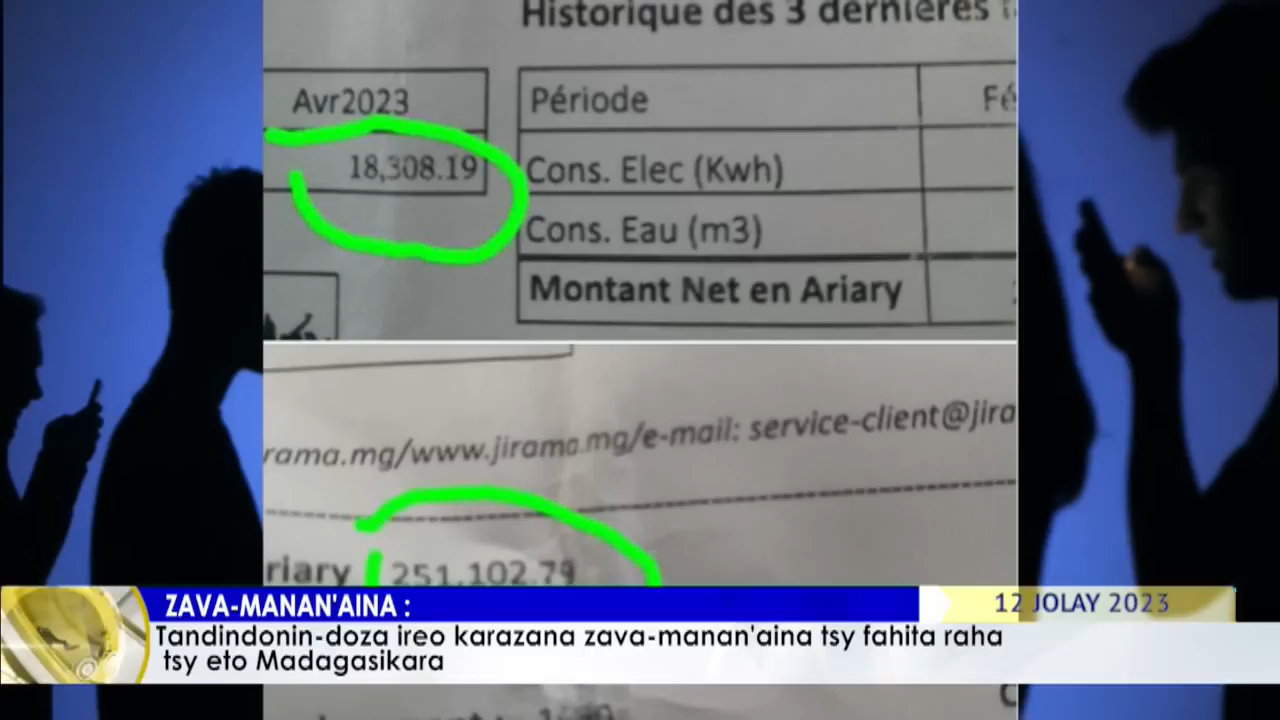 Historique des 3 dernières
Avr2023
Période
Fé
18,308.19
Cons. Elec (Kwh)
Cons. Eau (m3)
Montant Net en Ariary
rama.mg/www.jirama.mg/e-mail: service-client@jira
riary 251,102.79
ZAVA-MANAN'AINA :
12 JOLAY 2023
Tandindonin-doza ireo karazana zava-manan'aina tsy fahita raha
tsy eto Madagasikara